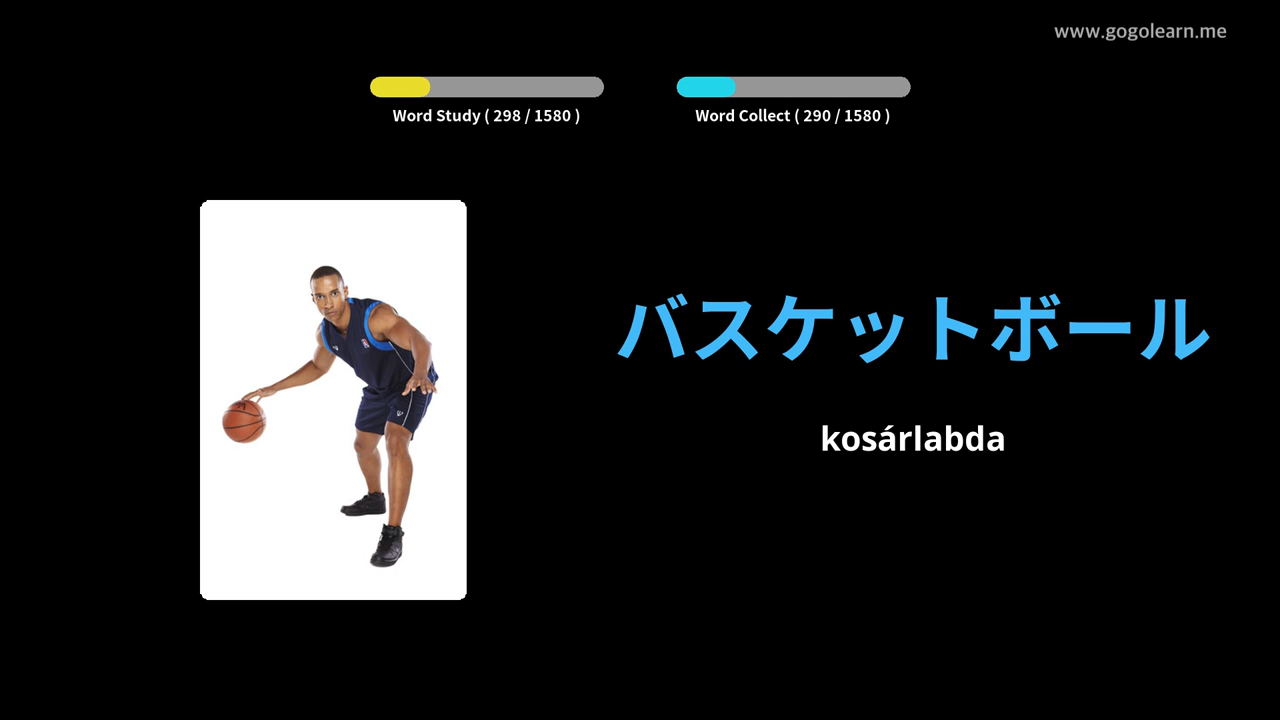 www.gogolearn.me
Word Study ( 298 / 1580 )
Word Collect ( 290 / 1580 )
バスケットボール
kosárlabda